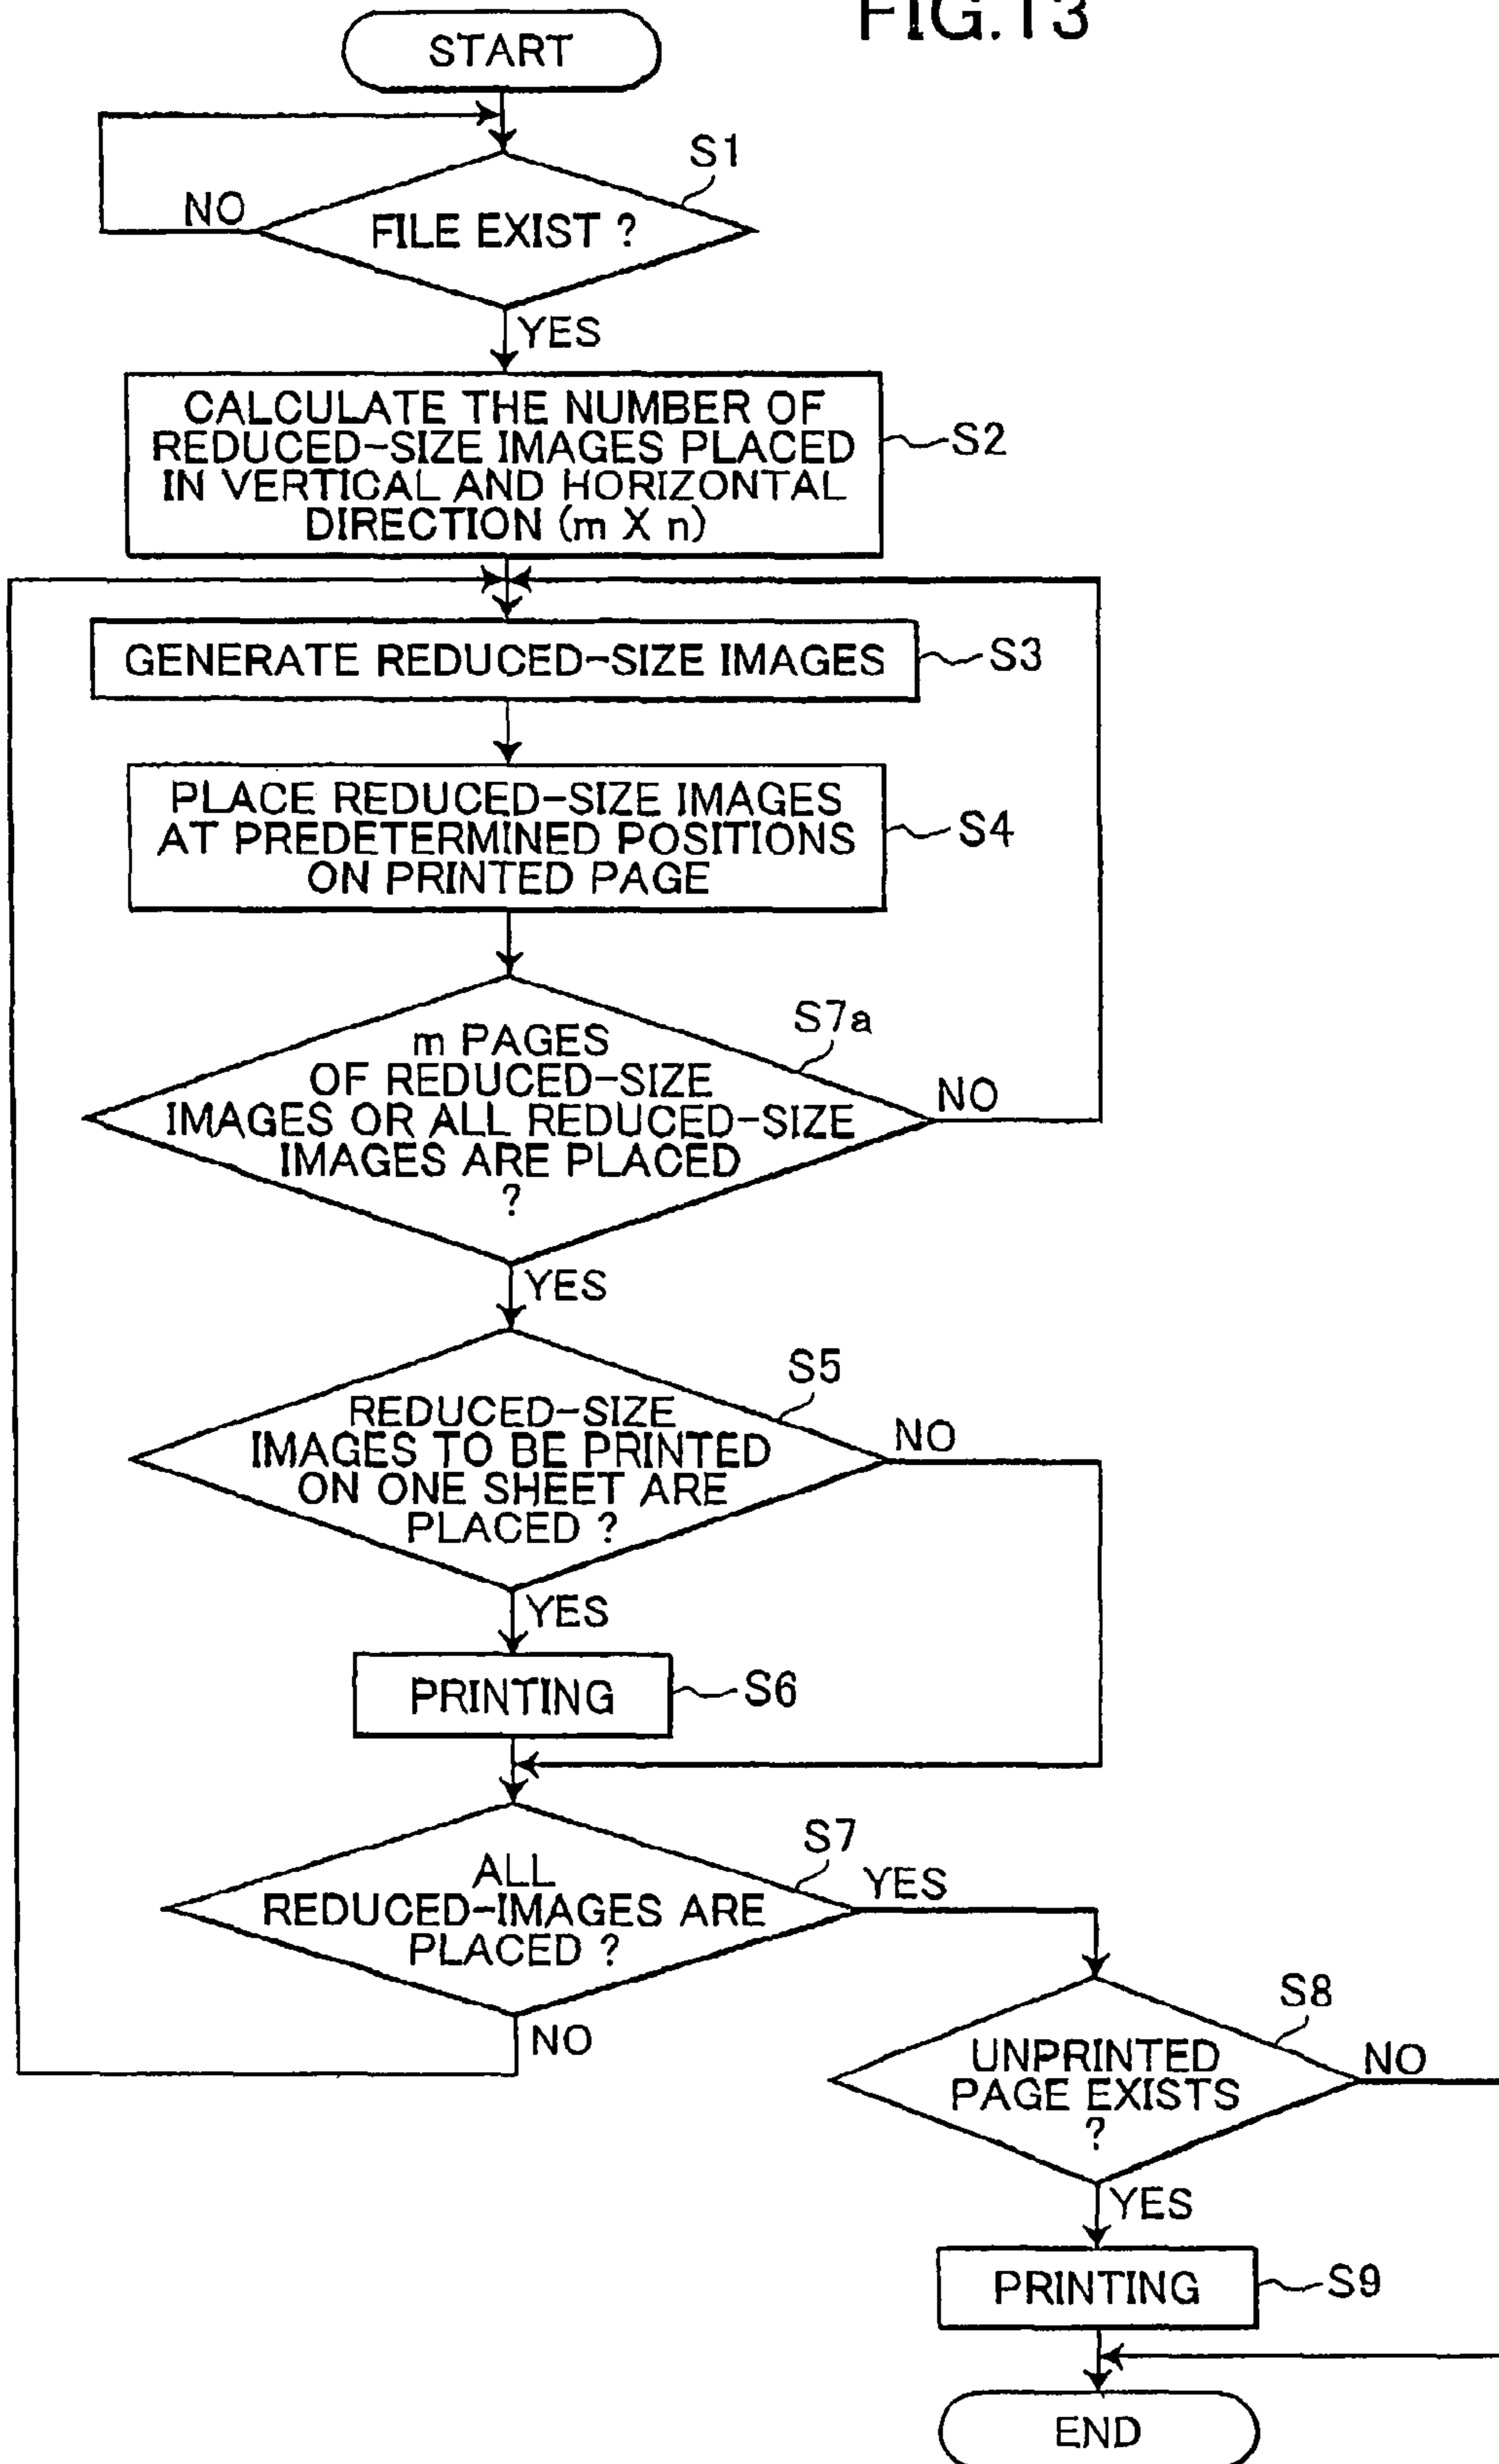 FIG.13
START
S1
NO
FILE EXIST ?
YES
CALCULATE THE NUMBER OF
REDUCED-SIZE IMAGES PLACED
IN VERTICAL AND HORIZONTAL
DIRECTION (m X n)
S2
GENERATE REDUCED-SIZE IMAGES
S3
PLACE REDUCED-SIZE IMAGES
AT PREDETERMINED POSITIONS
ON PRINTED PAGE
S4
S7a
m PAGES
OF REDUCED-SIZE
IMAGES OR ALL REDUCED-SIZE
IMAGES ARE PLACED
?
NO
YES
S5
REDUCED-SIZE
IMAGES TO BE PRINTED
ON ONE SHEET ARE
PLACED ?
NO
YES
PRINTING
S6
S7
ALL
REDUCED-IMAGES ARE
PLACED ?
YES
NO
S8
UNPRINTED
PAGE EXISTS
?
NO
YES
PRINTING
S9
END